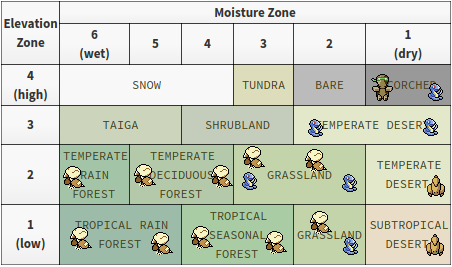 Elevation
Zone
Moisture Zone
6
(wet)
5
4
3
2
1
(dry)
4
(high)
SNOW
TUNDRA
BARE
SCORCHED
3
TAIGA
SHRUBLAND
TEMPERATE DESERT
2
TEMPERATE
RAIN
FOREST
TEMPERATE
DECIDUOUS
FOREST
GRASSLAND
TEMPERATE
DESERT
1
(low)
TROPICAL RAIN
FOREST
TROPICAL
SEASONAL
FOREST
GRASSLAND
SUBTROPICAL
DESERT